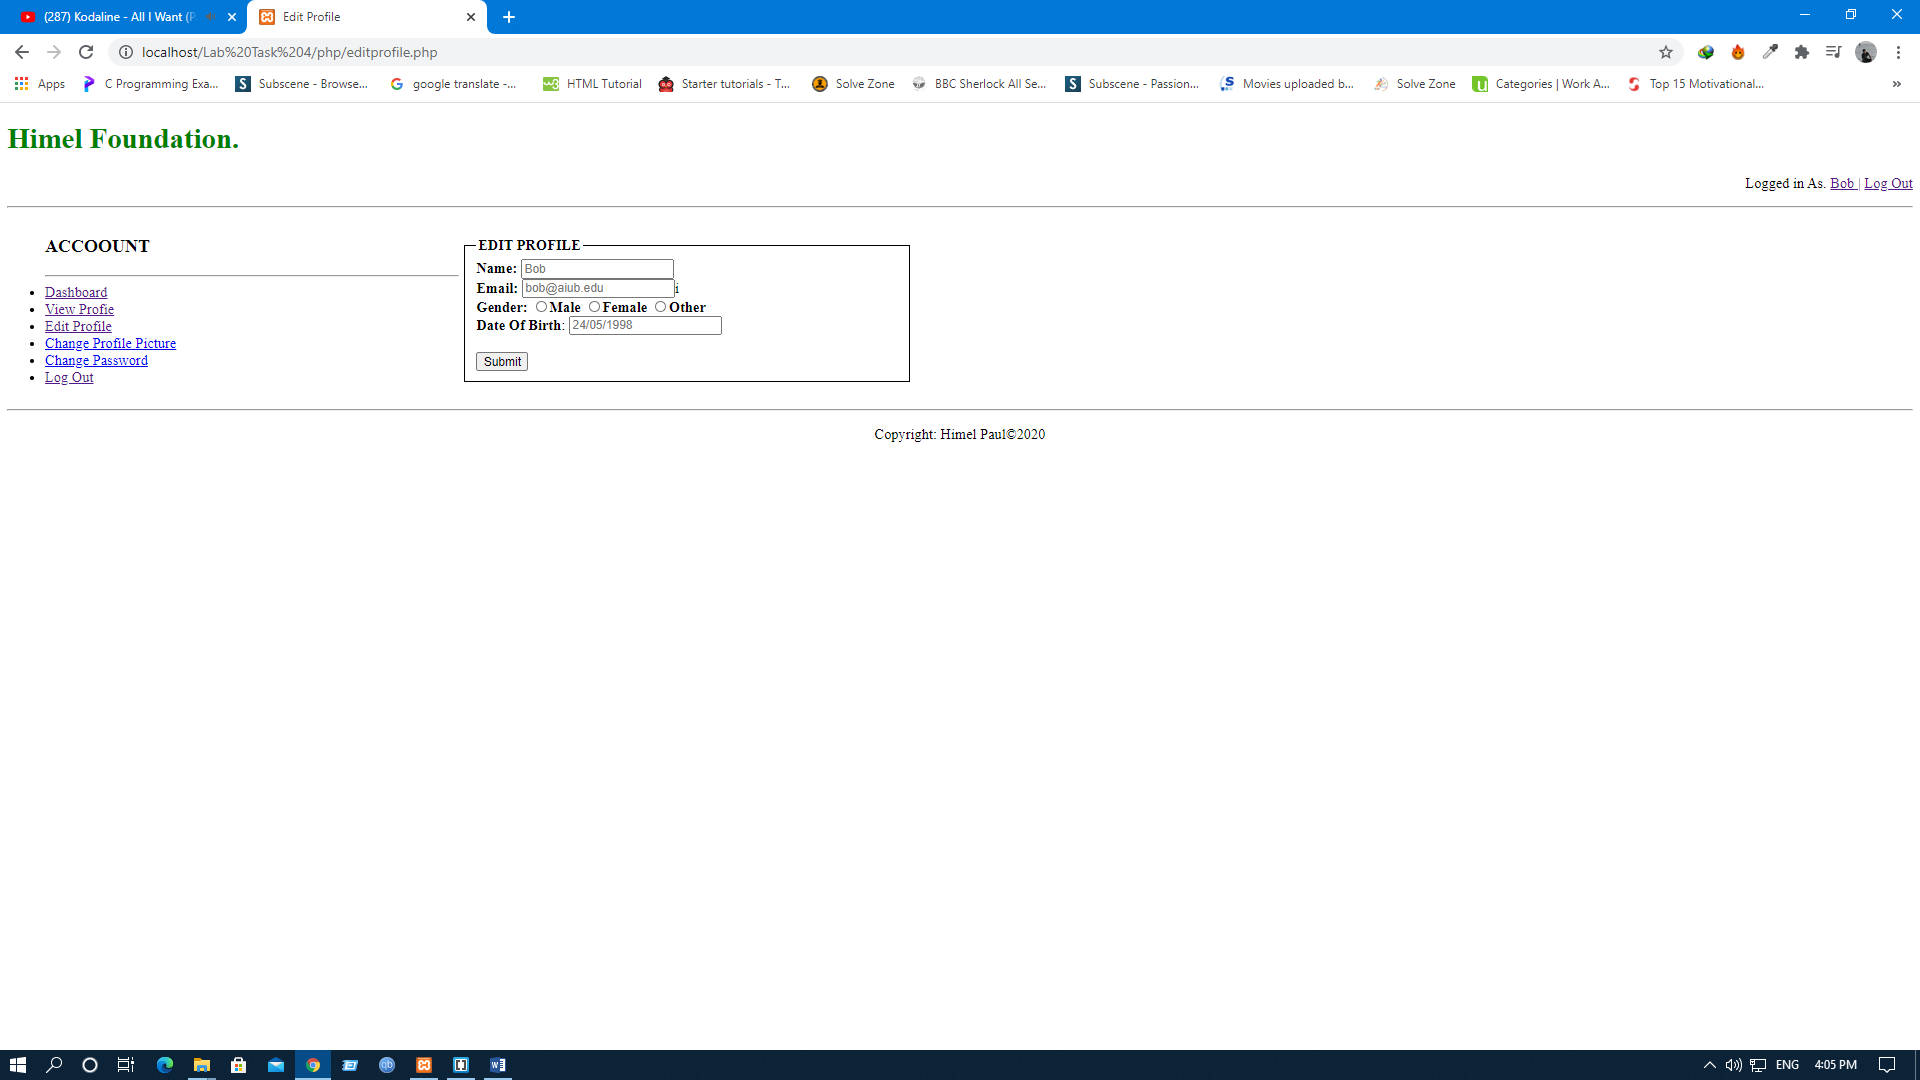 (287) Kodaline - All I Want (P
Edit Profile
localhost/Lab%20Task%204/php/editprofile.php
Apps
C Programming Exa...
Subscene - Browse...
google translate -...
HTML Tutorial
Starter tutorials - T...
Solve Zone
BBC Sherlock All Se...
Subscene - Passion...
Movies uploaded b...
Solve Zone
Categories | Work A...
Top 15 Motivational...
»
Himel Foundation.
Logged in As. Bob | Log Out
ACCOOUNT
Dashboard
View Profie
Edit Profile
Change Profile Picture
Change Password
Log Out
EDIT PROFILE
Name: Bob
Email: bob@aiub.edu i
Gender: Male Female Other
Date Of Birth: 24/05/1998
Submit
Copyright: Himel Paul©2020
ENG
4:05 PM